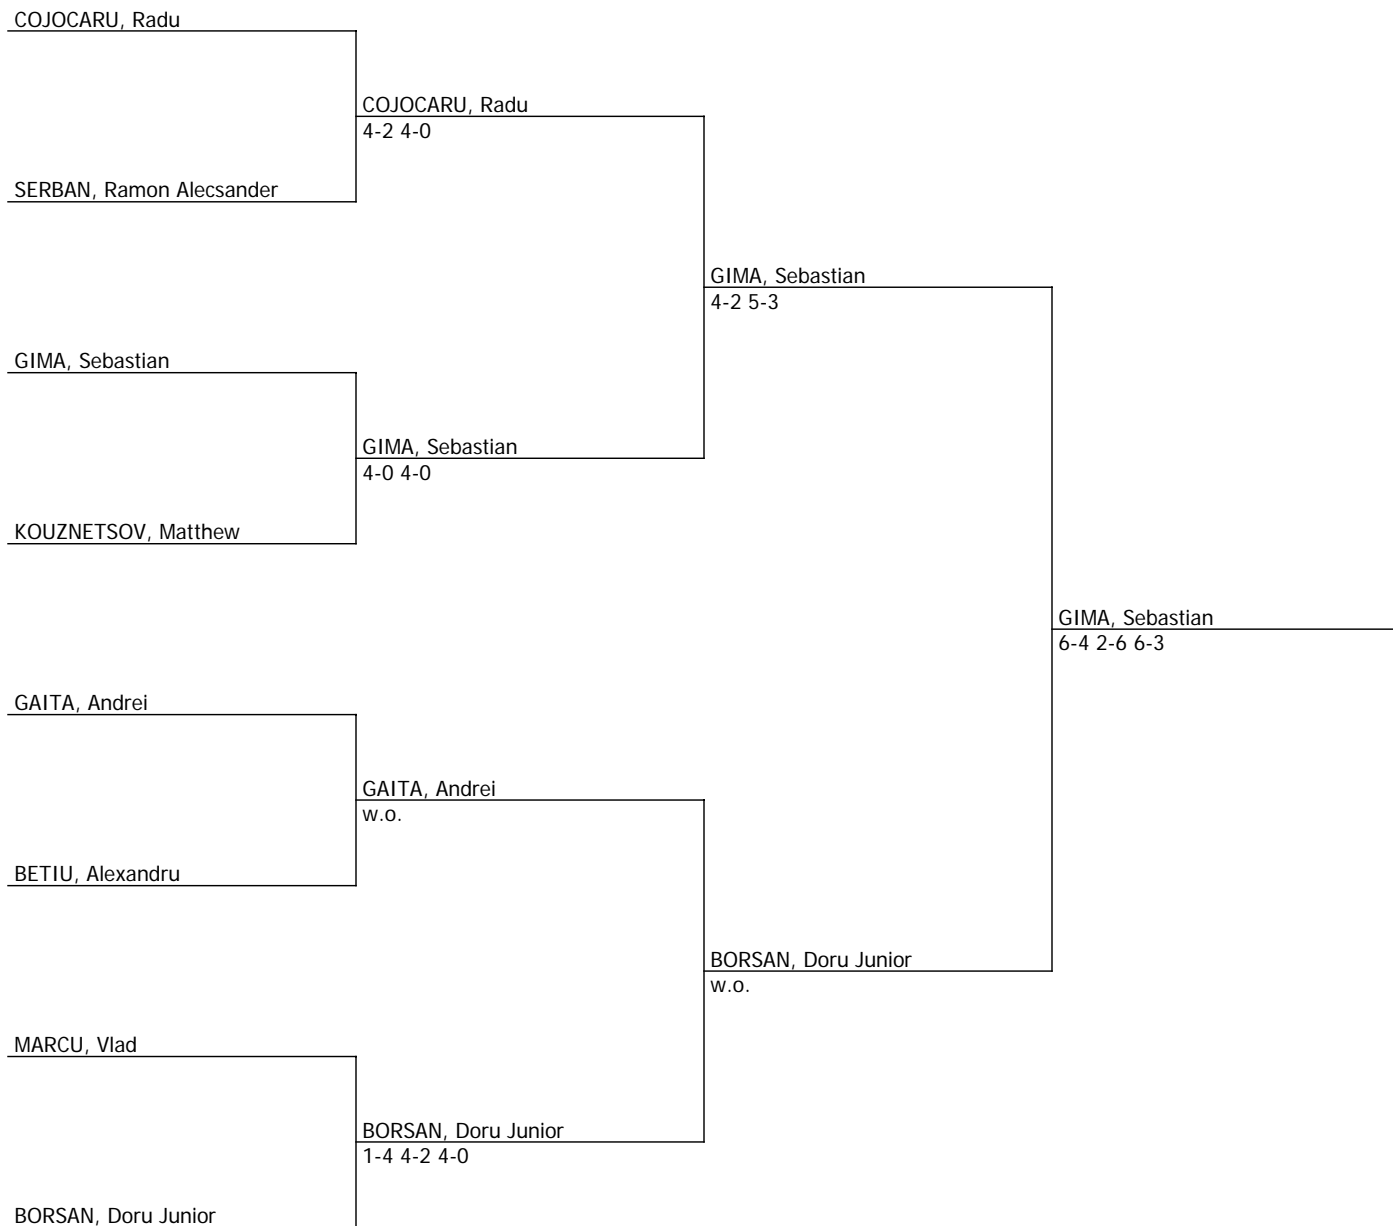 COJOCARU, Radu
COJOCARU, Radu
4-2 4-0
SERBAN, Ramon Alecsander
GIMA, Sebastian
4-2 5-3
GIMA, Sebastian
GIMA, Sebastian
4-0 4-0
KOUZNETSOV, Matthew
GIMA, Sebastian
6-4 2-6 6-3
GAITA, Andrei
GAITA, Andrei
w.o.
BETIU, Alexandru
BORSAN, Doru Junior
w.o.
MARCU, Vlad
BORSAN, Doru Junior
1-4 4-2 4-0
BORSAN, Doru Junior